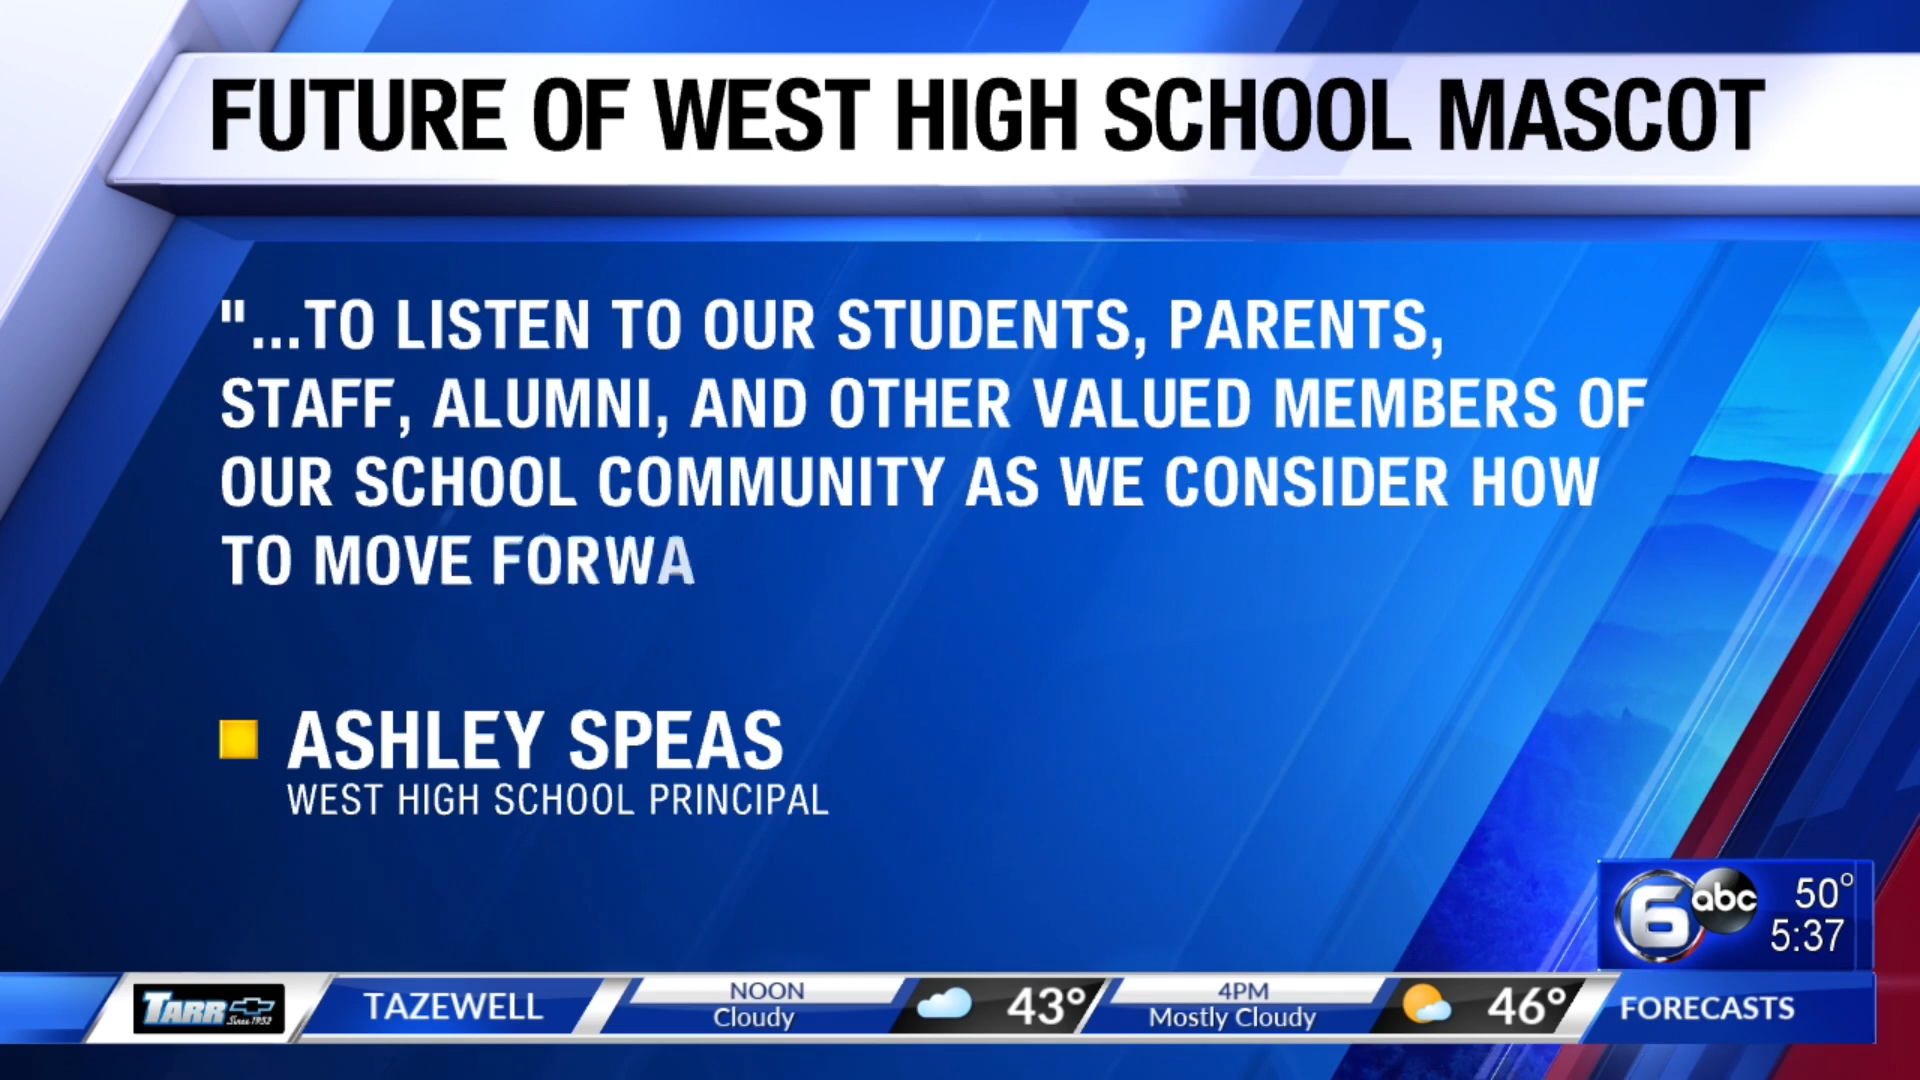 FUTURE OF WEST HIGH SCHOOL MASCOT
"...TO LISTEN TO OUR STUDENTS, PARENTS,
STAFF, ALUMNI, AND OTHER VALUED MEMBERS OF
OUR SCHOOL COMMUNITY AS WE CONSIDER HOW
TO MOVE FORWA
ASHLEY SPEAS
WEST HIGH SCHOOL PRINCIPAL
6 abc 50°
5:37
TARR Since 1952
TAZEWELL
NOON
Cloudy
43°
4PM
Mostly Cloudy
46°
FORECASTS